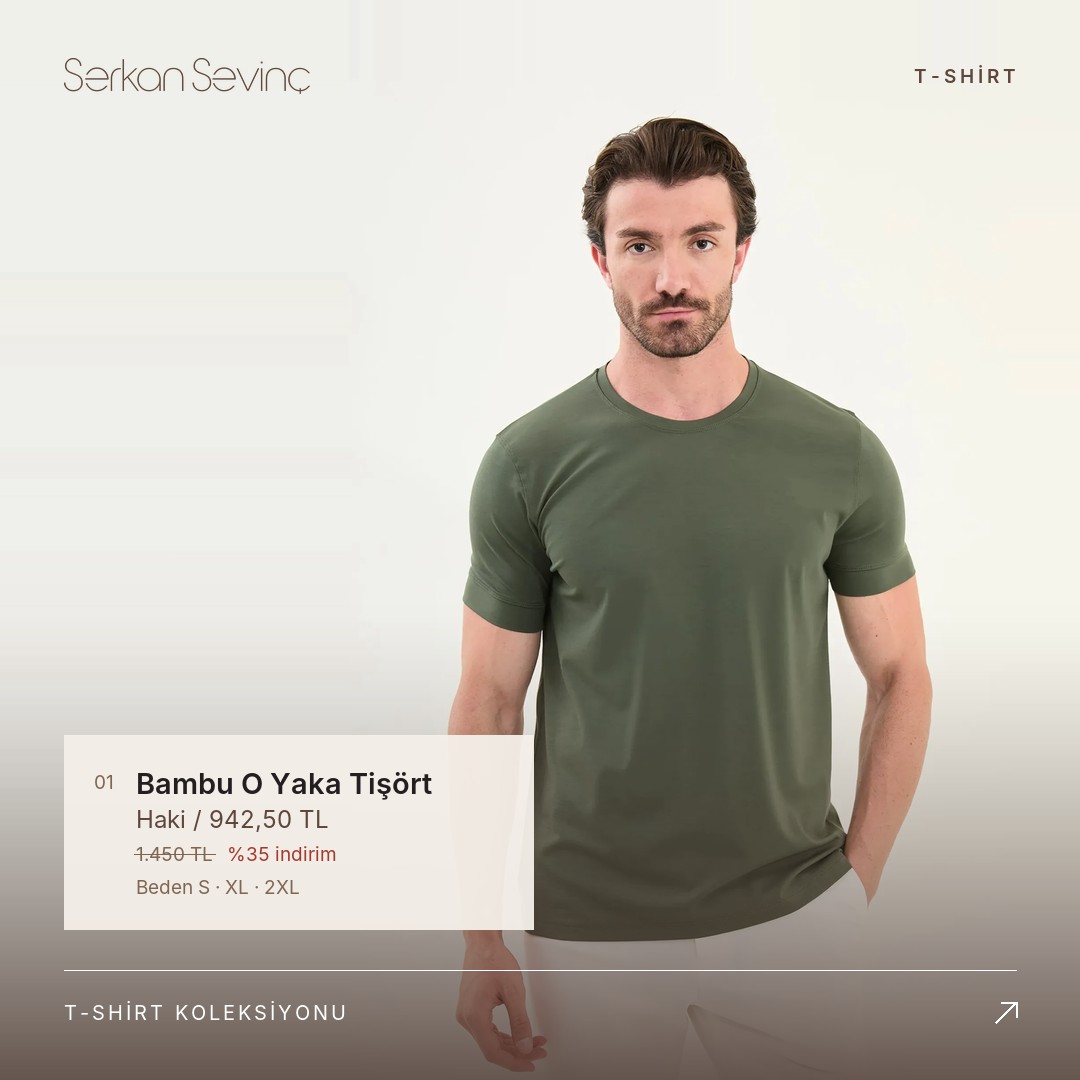 Serkan Sevinç
T-SHİRT
01 Bambu O Yaka Tişört
Haki / 942,50 TL
1.450 TL %35 indirim
Beden S · XL · 2XL
T-SHİRT KOLEKSİYONU